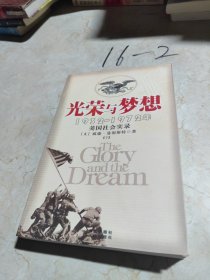 16-2
光荣与梦想
1932-1972年
美国社会实录
The
Glory
and the
Dream